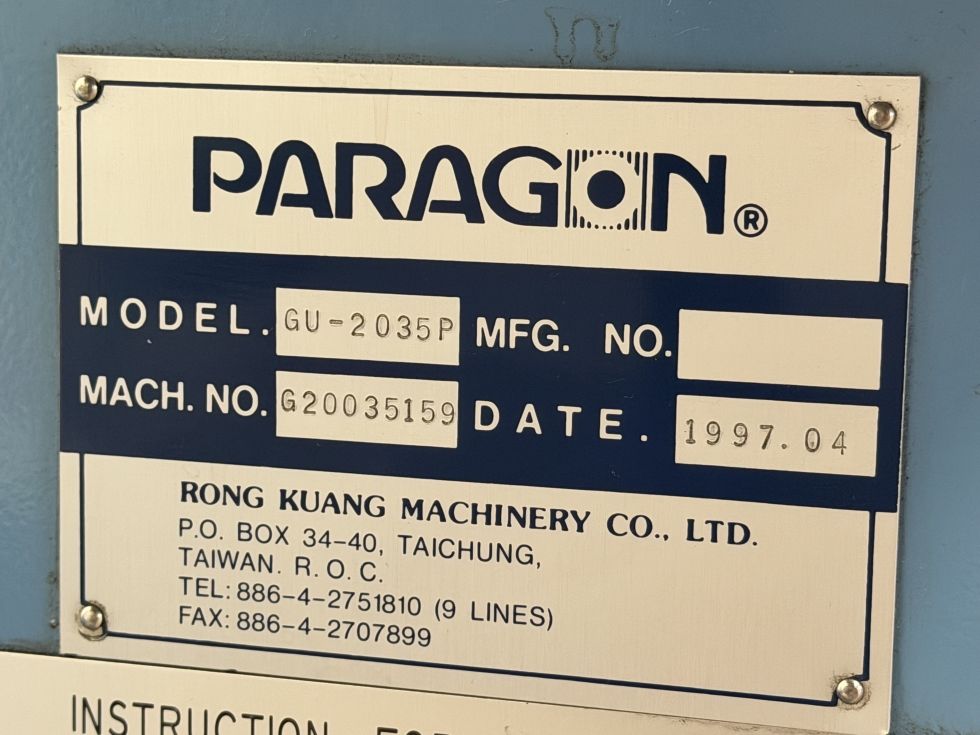 PARAGON®
MODEL. GU-2035P MFG. NO.
MACH. NO. G20035159 DATE. 1997.04
RONG KUANG MACHINERY CO., LTD.
P.O. BOX 34-40, TAICHUNG,
TAIWAN. R.O.C.
TEL: 886-4-2751810 (9 LINES)
FAX: 886-4-2707899
INSTRUCTION